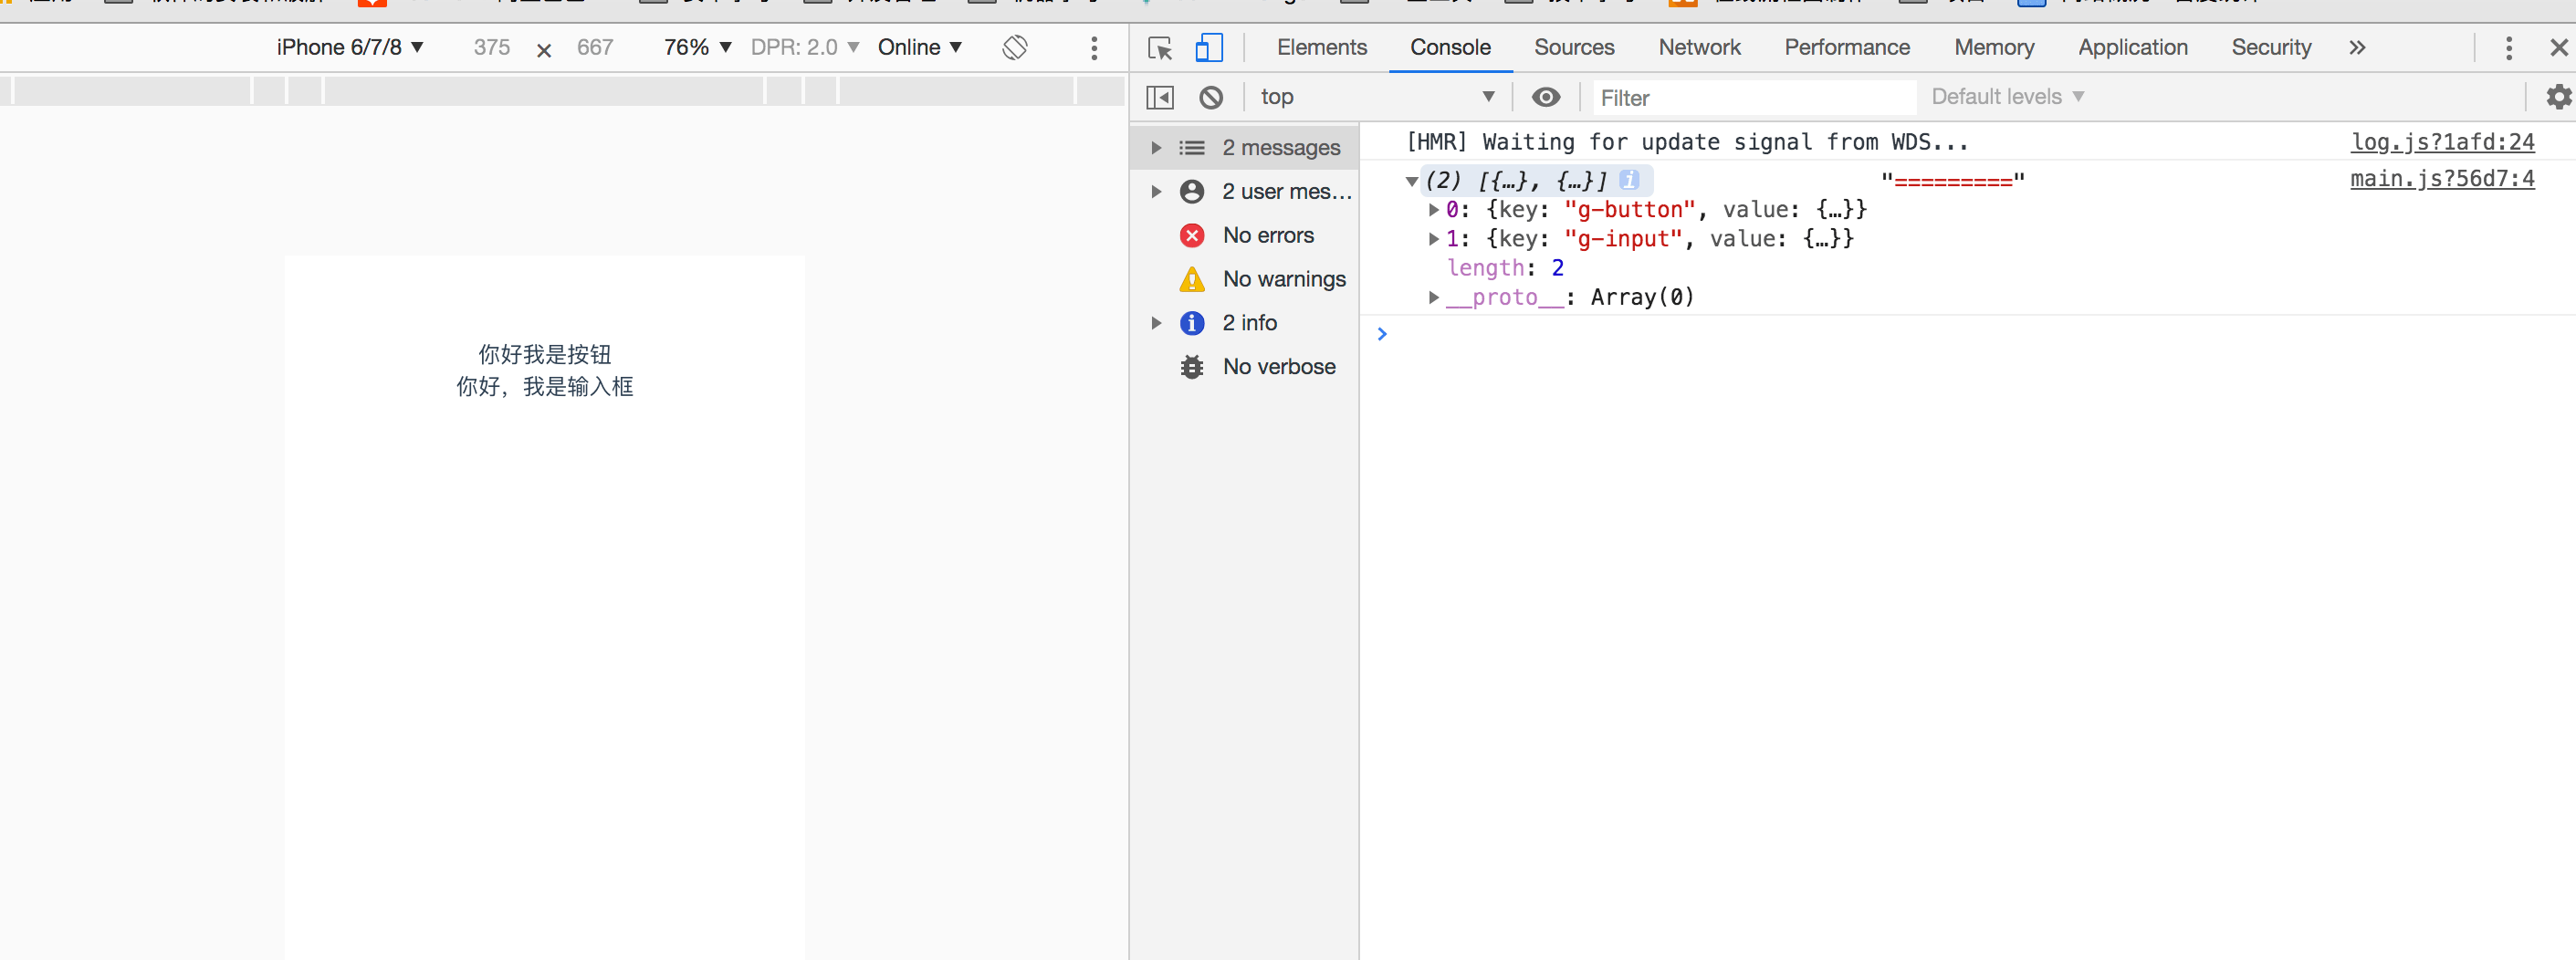 iPhone 6/7/8 375 × 667 76% DPR: 2.0 Online
Elements Console Sources Network Performance Memory Application Security »
top Filter Default levels
2 messages
2 user mes…
No errors
No warnings
2 info
No verbose
[HMR] Waiting for update signal from WDS... log.js?1afd:24
(2) [{…}, {…}] "=========" main.js?56d7:4
0: {key: "g-button", value: {…}}
1: {key: "g-input", value: {…}}
length: 2
__proto__: Array(0)
你好我是按钮
你好，我是输入框